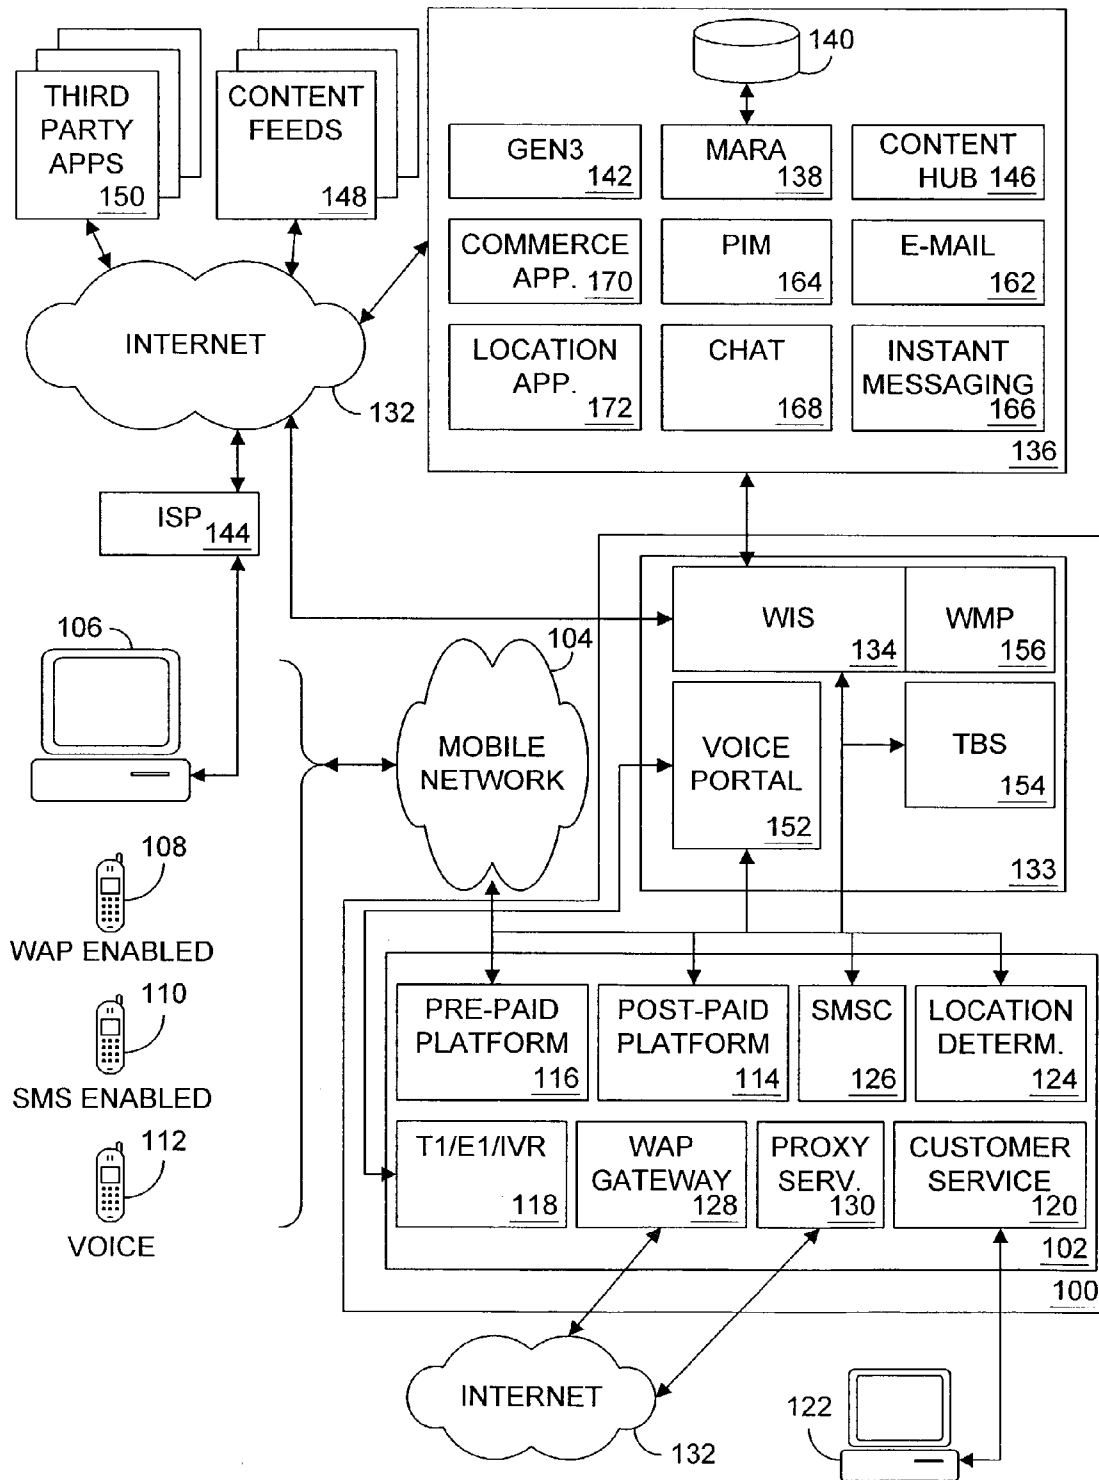 THIRD
PARTY
APPS
150
CONTENT
FEEDS
148
140
GEN3
142
MARA
138
CONTENT
HUB 146
COMMERCE
APP. 170
PIM
164
E-MAIL
162
LOCATION
APP.
172
CHAT
168
INSTANT
MESSAGING
166
136
INTERNET
132
ISP
144
106
104
MOBILE
NETWORK
WIS
134
WMP
156
VOICE
PORTAL
152
TBS
154
133
108
WAP ENABLED
110
SMS ENABLED
112
VOICE
PRE-PAID
PLATFORM
116
POST-PAID
PLATFORM
114
SMSC
126
LOCATION
DETERM.
124
T1/E1/IVR
118
WAP
GATEWAY
128
PROXY
SERV.
130
CUSTOMER
SERVICE
120
102
100
INTERNET
132
122